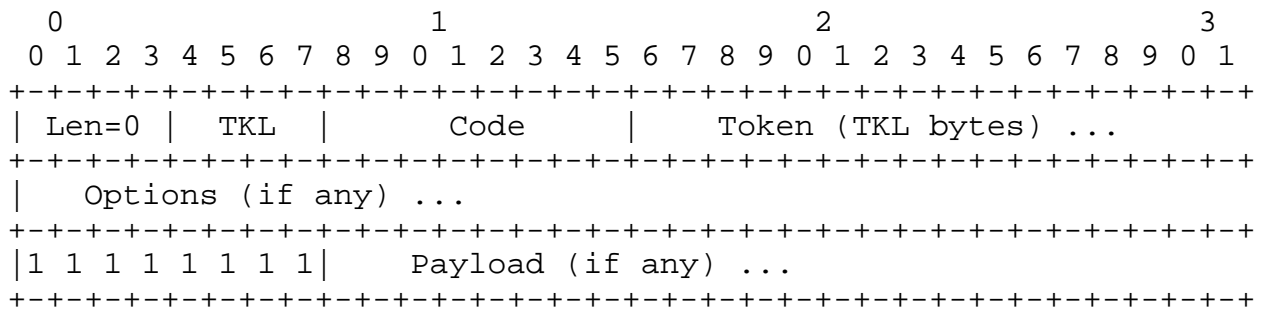 0                   1                   2                   3
 0 1 2 3 4 5 6 7 8 9 0 1 2 3 4 5 6 7 8 9 0 1 2 3 4 5 6 7 8 9 0 1
+-+-+-+-+-+-+-+-+-+-+-+-+-+-+-+-+-+-+-+-+-+-+-+-+-+-+-+-+-+-+-+-+
| Len=0 |  TKL  |      Code     |    Token (TKL bytes) ...
+-+-+-+-+-+-+-+-+-+-+-+-+-+-+-+-+-+-+-+-+-+-+-+-+-+-+-+-+-+-+-+-+
|   Options (if any) ...
+-+-+-+-+-+-+-+-+-+-+-+-+-+-+-+-+-+-+-+-+-+-+-+-+-+-+-+-+-+-+-+-+
|1 1 1 1 1 1 1 1|    Payload (if any) ...
+-+-+-+-+-+-+-+-+-+-+-+-+-+-+-+-+-+-+-+-+-+-+-+-+-+-+-+-+-+-+-+-+